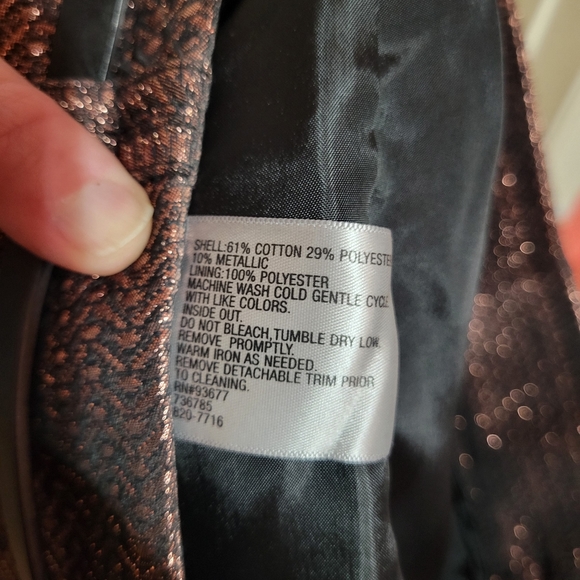 SHELL:61% COTTON 29% POLYESTER
10% METALLIC
LINING:100% POLYESTER
MACHINE WASH COLD GENTLE CYCLE
WITH LIKE COLORS.
INSIDE OUT.
DO NOT BLEACH,TUMBLE DRY LOW.
REMOVE PROMPTLY.
WARM IRON AS NEEDED.
REMOVE DETACHABLE TRIM PRIOR
TO CLEANING.
RN#93677
736785
820-7716